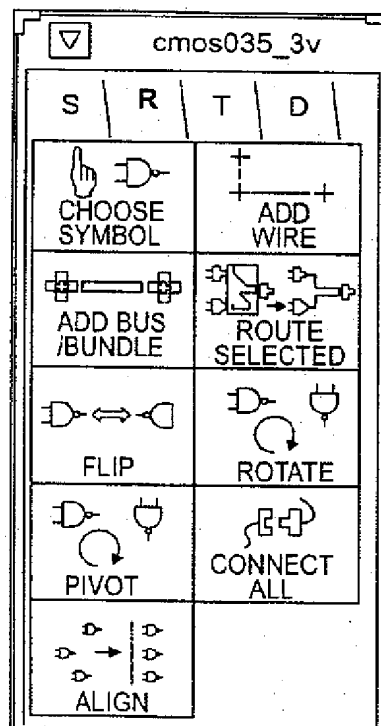 cmos035_3v
S R T D
CHOOSE
SYMBOL
ADD
WIRE
ADD BUS
/BUNDLE
ROUTE
SELECTED
FLIP
ROTATE
PIVOT
CONNECT
ALL
ALIGN